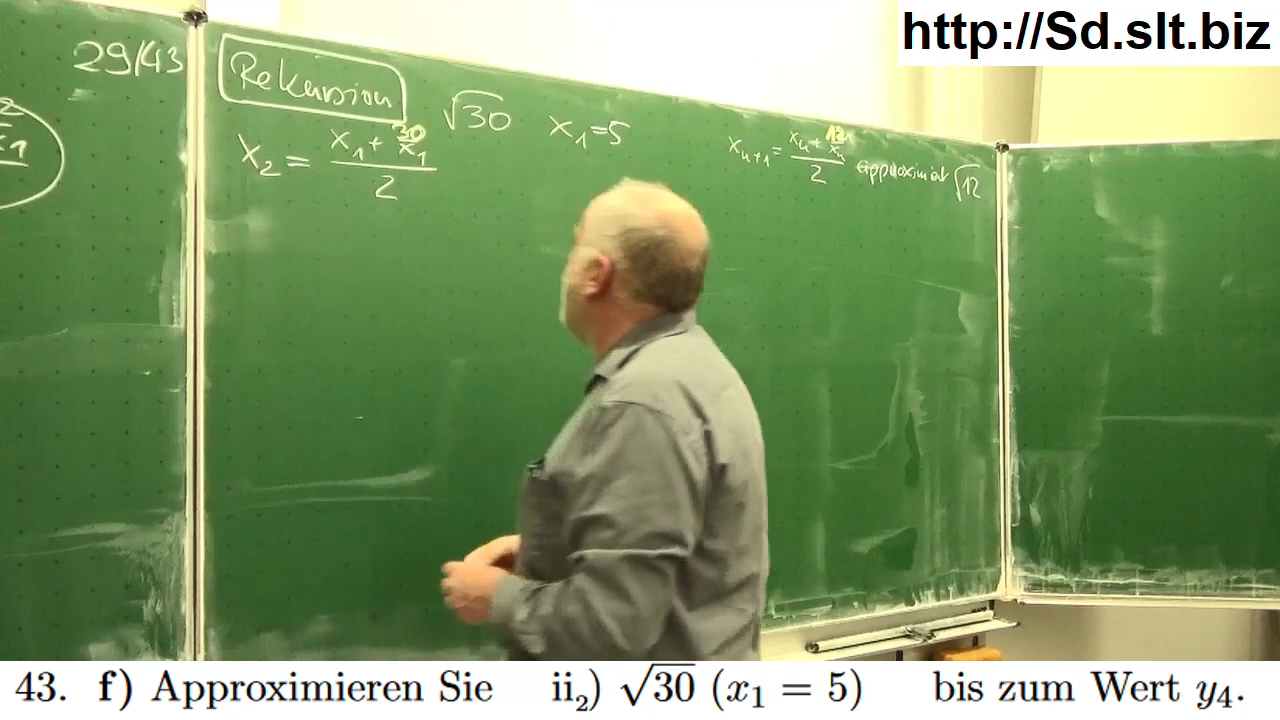 http://Sd.slt.biz
29/43
Rekursion
√30 x₁=5
x₂ = (x₁ + 30/x₁)/2
xₙ₊₁ = (xₙ + 12/xₙ)/2 approximiert √12
43. f) Approximieren Sie ii₂) √30 (x₁ = 5) bis zum Wert y₄.